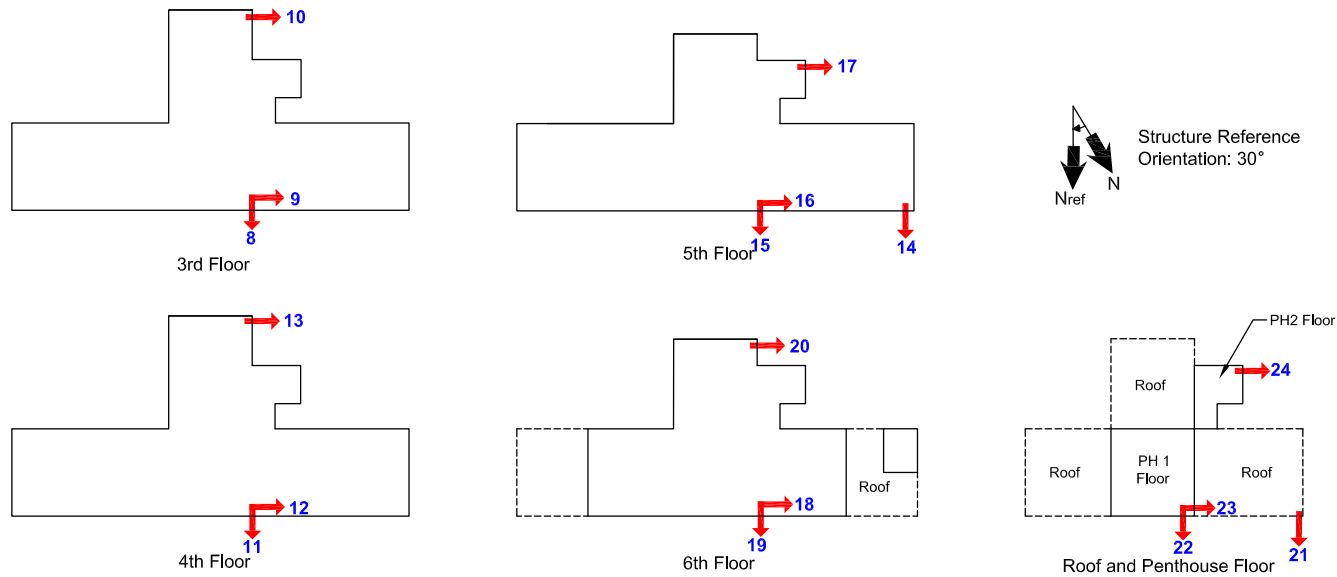 10
9
8
3rd Floor
17
16
15
14
5th Floor
Structure Reference
Orientation: 30°
Nref
N
13
12
11
4th Floor
20
18
19
Roof
6th Floor
PH2 Floor
24
Roof
Roof
PH 1
Floor
Roof
23
22
21
Roof and Penthouse Floor